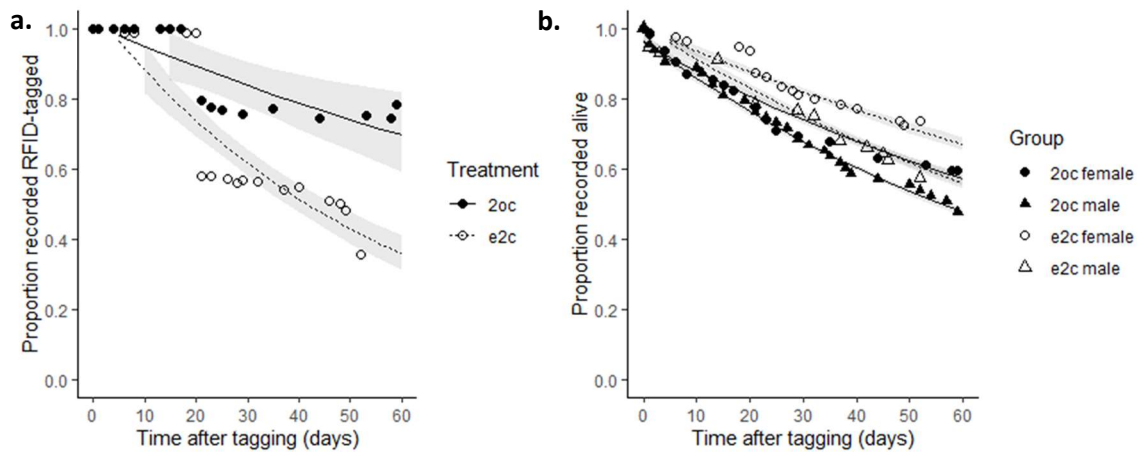 a.
Proportion recorded RFID-tagged
1.0
0.8
0.6
0.4
0.2
0.0
0 10 20 30 40 50 60
Time after tagging (days)
Treatment
2oc
e2c
b.
Proportion recorded alive
1.0
0.8
0.6
0.4
0.2
0.0
0 10 20 30 40 50 60
Time after tagging (days)
Group
2oc female
2oc male
e2c female
e2c male